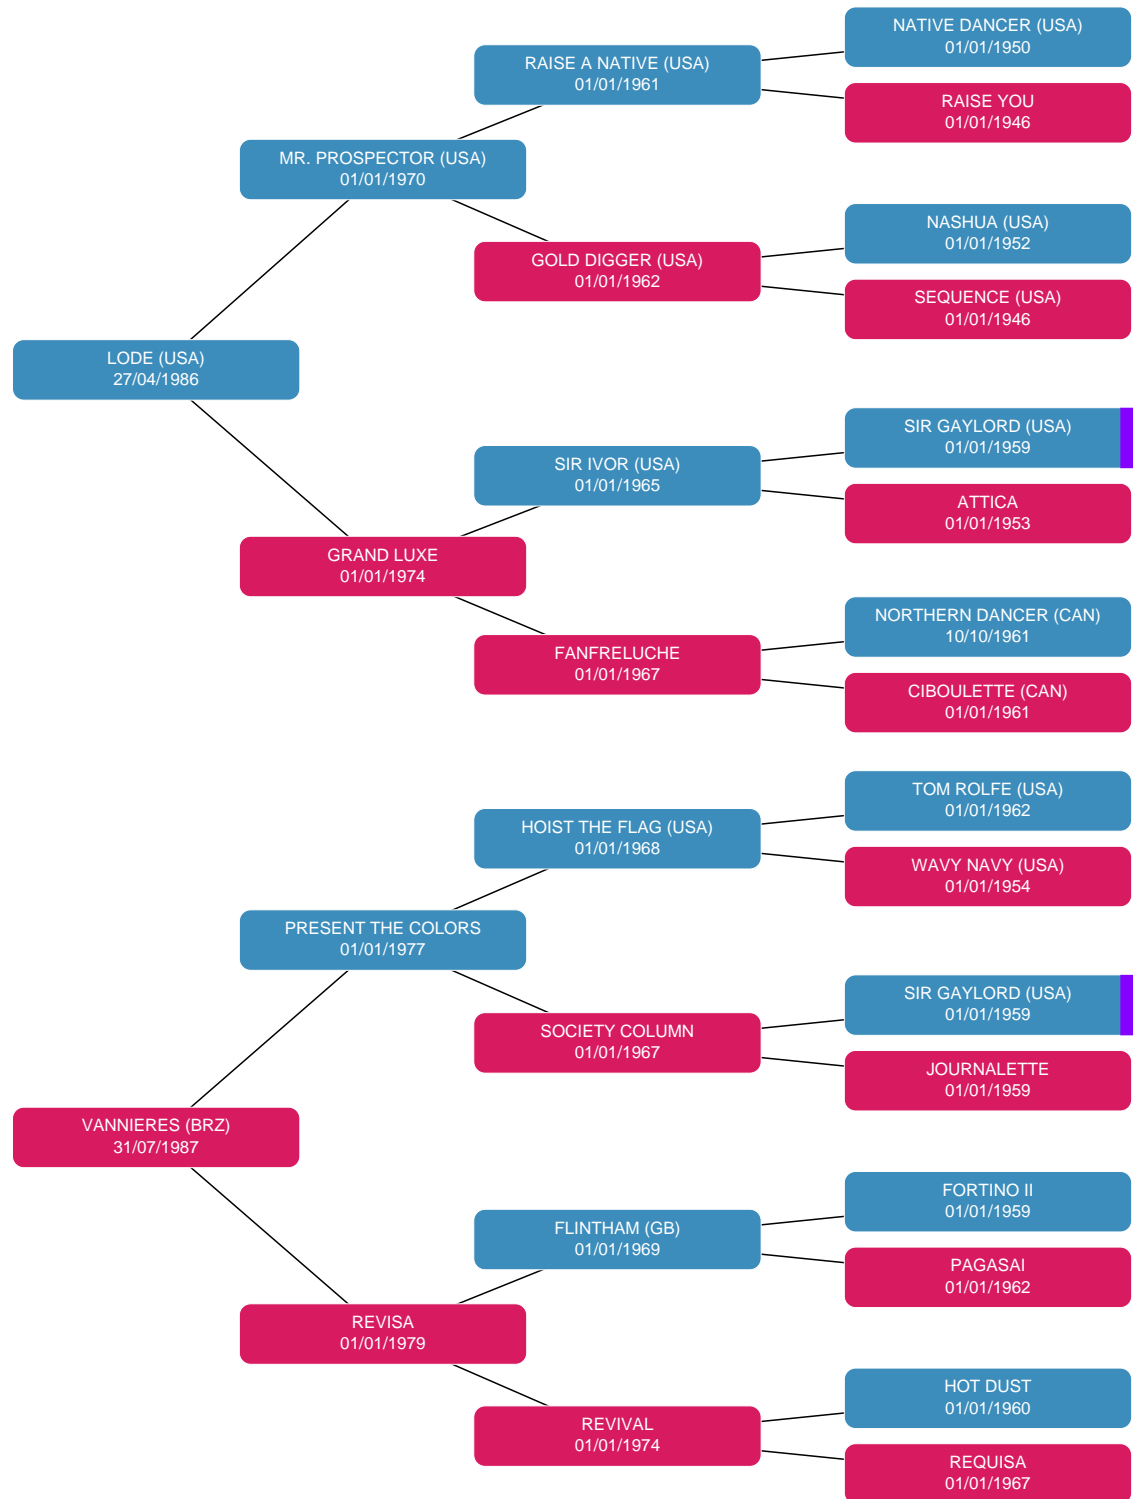 NATIVE DANCER (USA)
01/01/1950
RAISE A NATIVE (USA)
01/01/1961
RAISE YOU
01/01/1946
MR. PROSPECTOR (USA)
01/01/1970
NASHUA (USA)
01/01/1952
GOLD DIGGER (USA)
01/01/1962
SEQUENCE (USA)
01/01/1946
LODE (USA)
27/04/1986
SIR GAYLORD (USA)
01/01/1959
SIR IVOR (USA)
01/01/1965
ATTICA
01/01/1953
GRAND LUXE
01/01/1974
NORTHERN DANCER (CAN)
10/10/1961
FANFRELUCHE
01/01/1967
CIBOULETTE (CAN)
01/01/1961
TOM ROLFE (USA)
01/01/1962
HOIST THE FLAG (USA)
01/01/1968
WAVY NAVY (USA)
01/01/1954
PRESENT THE COLORS
01/01/1977
SIR GAYLORD (USA)
01/01/1959
SOCIETY COLUMN
01/01/1967
JOURNALETTE
01/01/1959
VANNIERES (BRZ)
31/07/1987
FORTINO II
01/01/1959
FLINTHAM (GB)
01/01/1969
PAGASAI
01/01/1962
REVISA
01/01/1979
HOT DUST
01/01/1960
REVIVAL
01/01/1974
REQUISA
01/01/1967